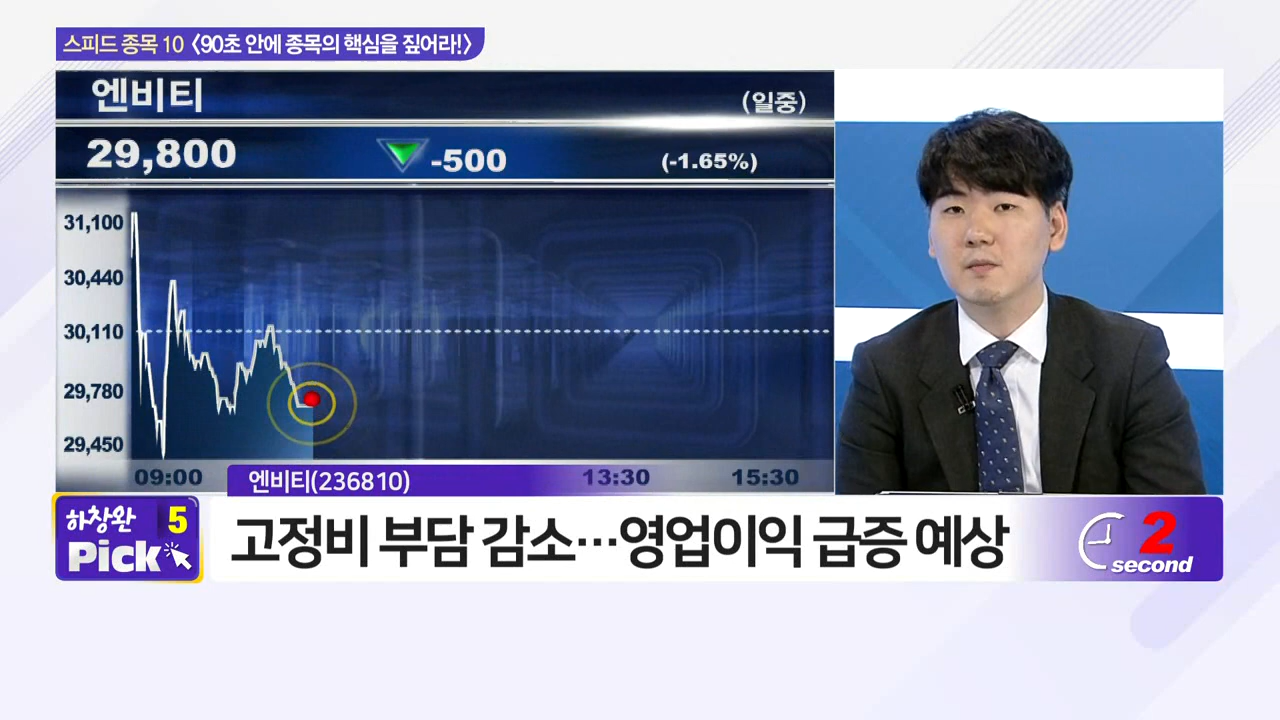 스피드 종목 10 〈90초 안에 종목의 핵심을 짚어라!〉
엔비티
(일중)
29,800 ▼ -500 (-1.65%)
31,100
30,440
30,110
29,780
29,450
09:00 13:30 15:30
엔비티(236810)
하창완 5
Pick
고정비 부담 감소…영업이익 급증 예상
2
second